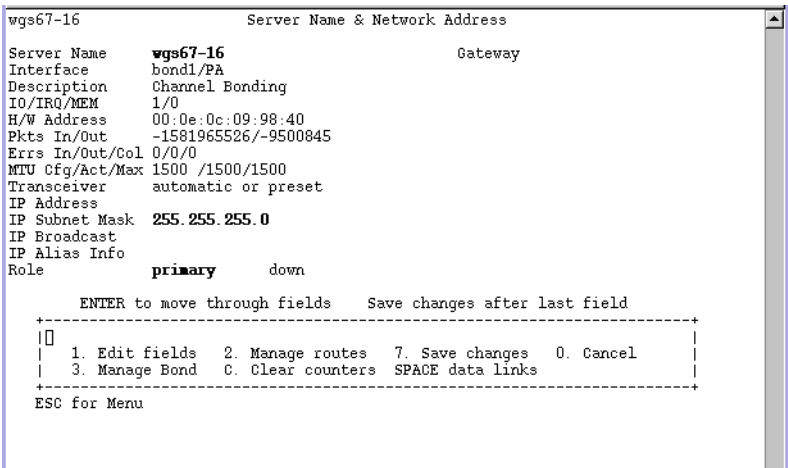 wgs67-16 Server Name & Network Address
Server Name wgs67-16 Gateway
Interface bond1/PA
Description Channel Bonding
IO/IRQ/MEM 1/0
H/W Address 00:0e:0c:09:98:40
Pkts In/Out -1581965526/-9500845
Errs In/Out/Col 0/0/0
MTU Cfg/Act/Max 1500 /1500/1500
Transceiver automatic or preset
IP Address
IP Subnet Mask 255.255.255.0
IP Broadcast
IP Alias Info
Role primary down
ENTER to move through fields Save changes after last field
1. Edit fields 2. Manage routes 7. Save changes 0. Cancel
3. Manage Bond C. Clear counters SPACE data links
ESC for Menu